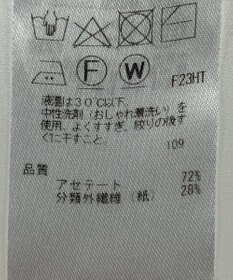 F
W
F23HT
液温は30℃以下、
中性洗剤(おしゃれ着洗い)を
使用、よくすすぎ、絞りの後す
ぐに干すこと。
109
品質
アセテート 72%
分類外繊維(紙) 28%